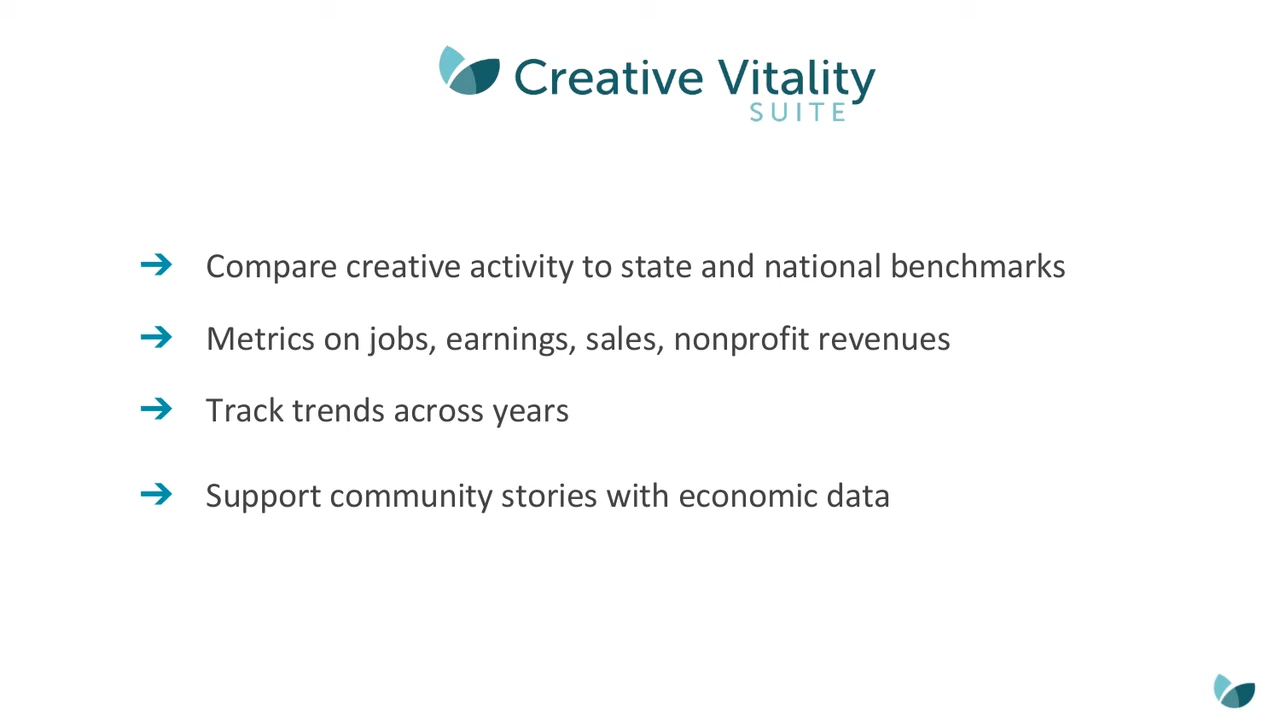 Creative Vitality
SUITE
➔ Compare creative activity to state and national benchmarks
➔ Metrics on jobs, earnings, sales, nonprofit revenues
➔ Track trends across years
➔ Support community stories with economic data